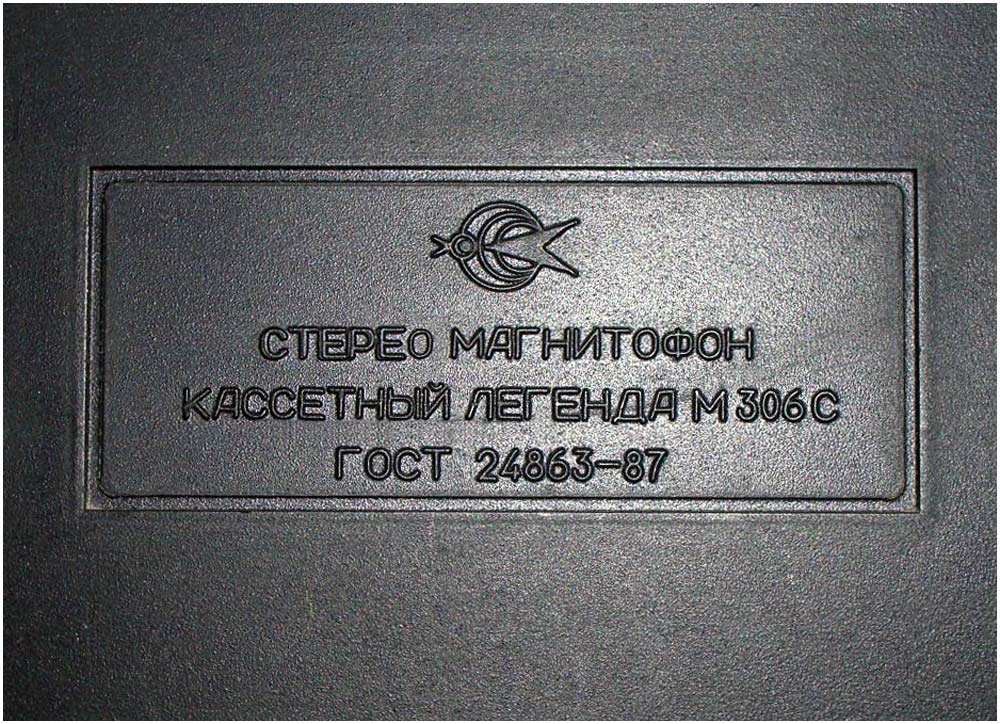 СТЕРЕО МАГНИТОФОН
КАССЕТНЫЙ ЛЕГЕНДА М 306 С
ГОСТ 24863-87